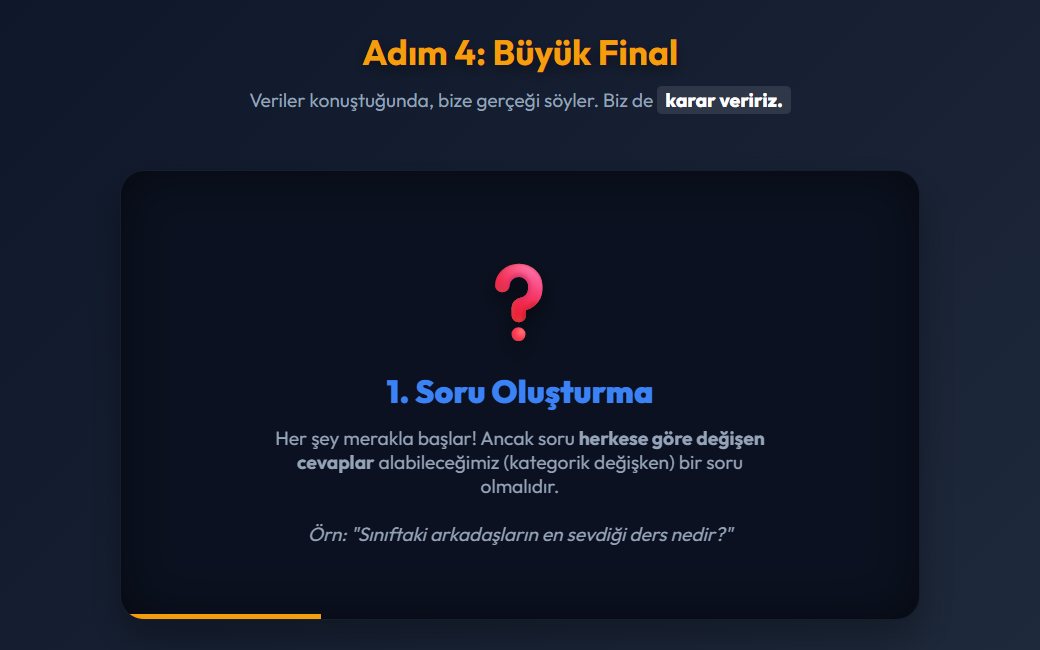 Adım 4: Büyük Final
Veriler konuştuğunda, bize gerçeği söyler. Biz de karar veririz.
1. Soru Oluşturma
Her şey merakla başlar! Ancak soru herkese göre değişen
cevaplar alabileceğimiz (kategorik değişken) bir soru
olmalıdır.
Örn: "Sınıftaki arkadaşların en sevdiği ders nedir?"